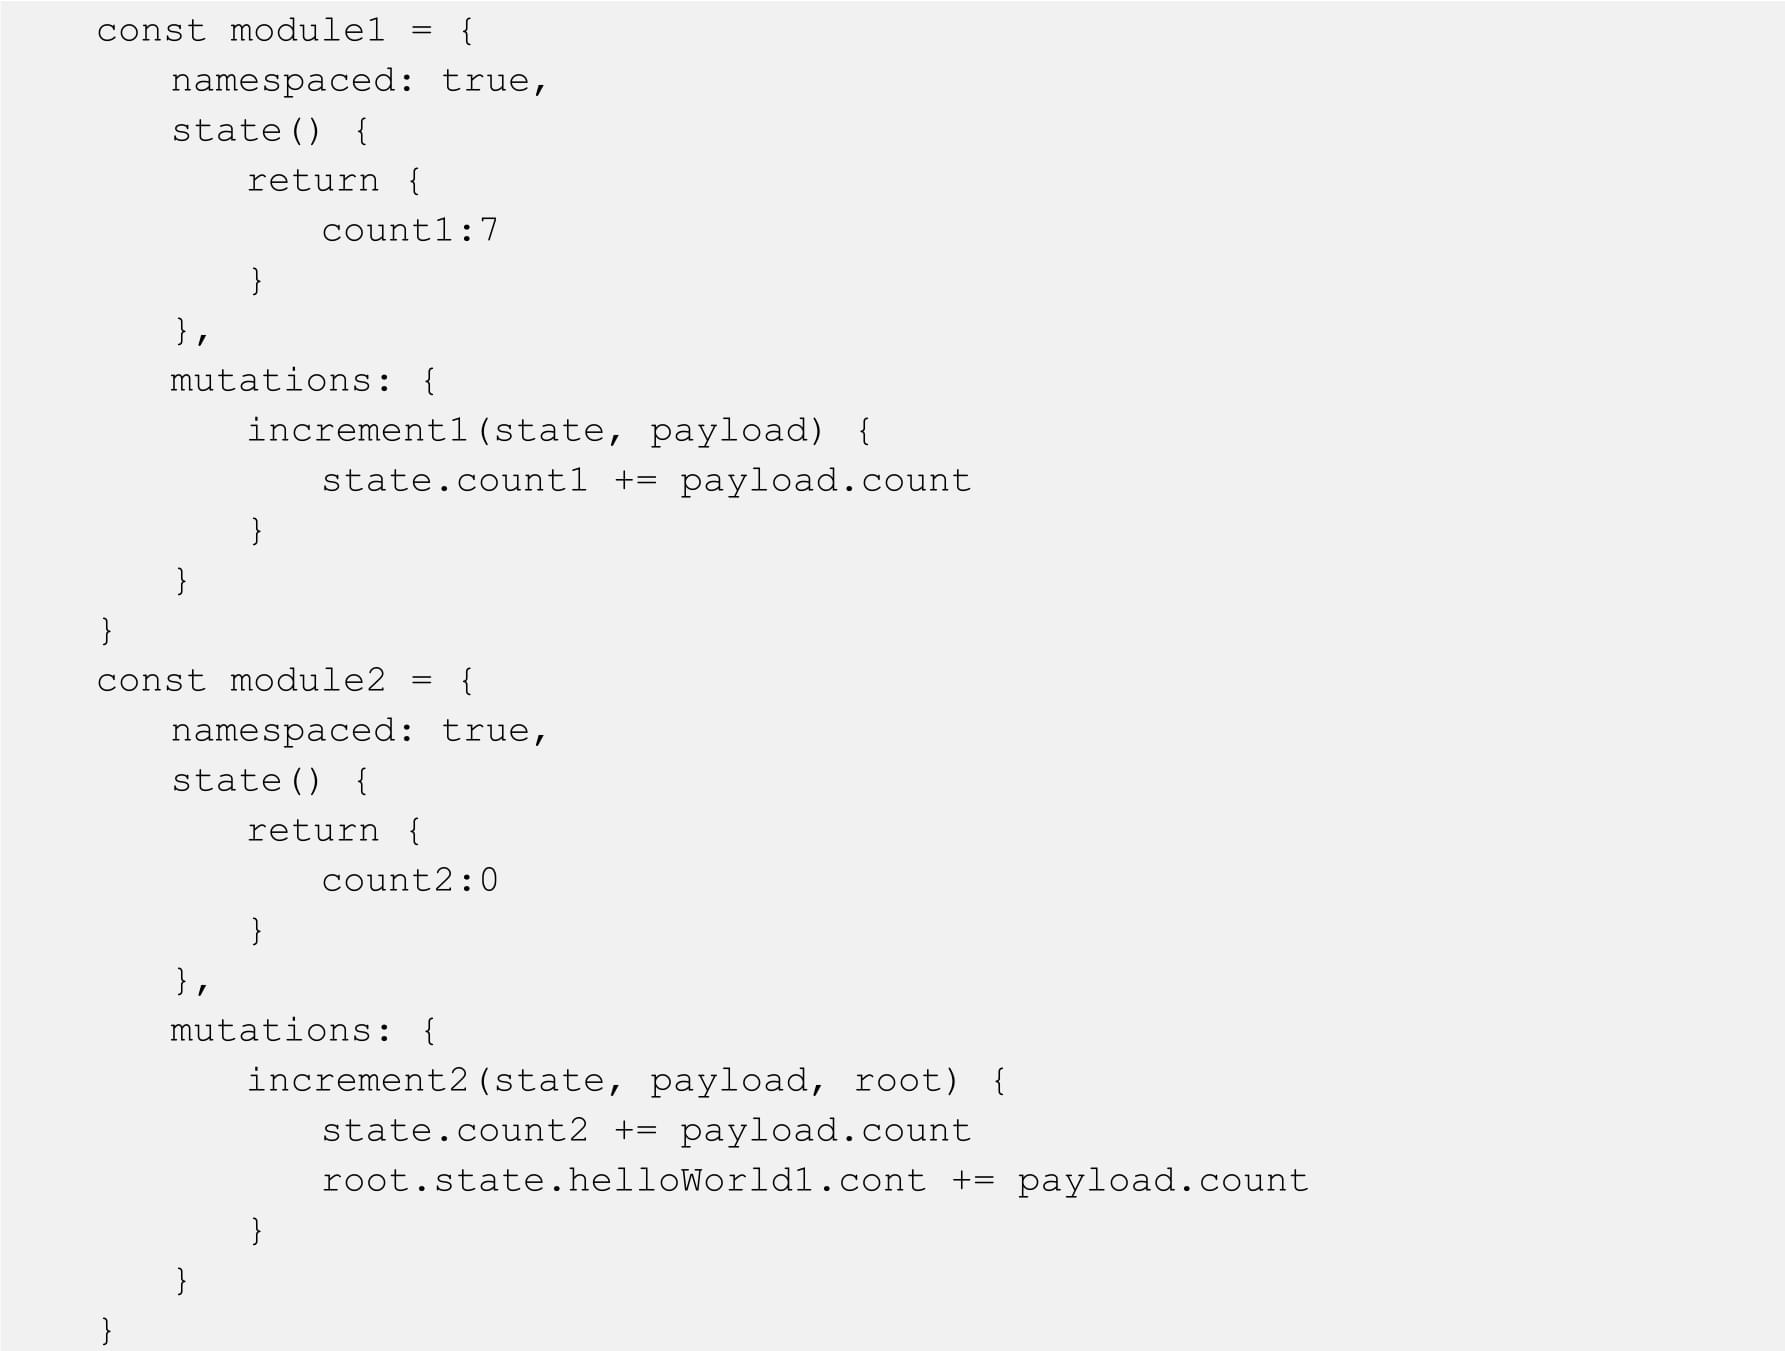 const module1 = {
    namespaced: true,
    state() {
        return {
            count1:7
        }
    },
    mutations: {
        increment1(state, payload) {
            state.count1 += payload.count
        }
    }
}
const module2 = {
    namespaced: true,
    state() {
        return {
            count2:0
        }
    },
    mutations: {
        increment2(state, payload, root) {
            state.count2 += payload.count
            root.state.helloWorld1.cont += payload.count
        }
    }
}